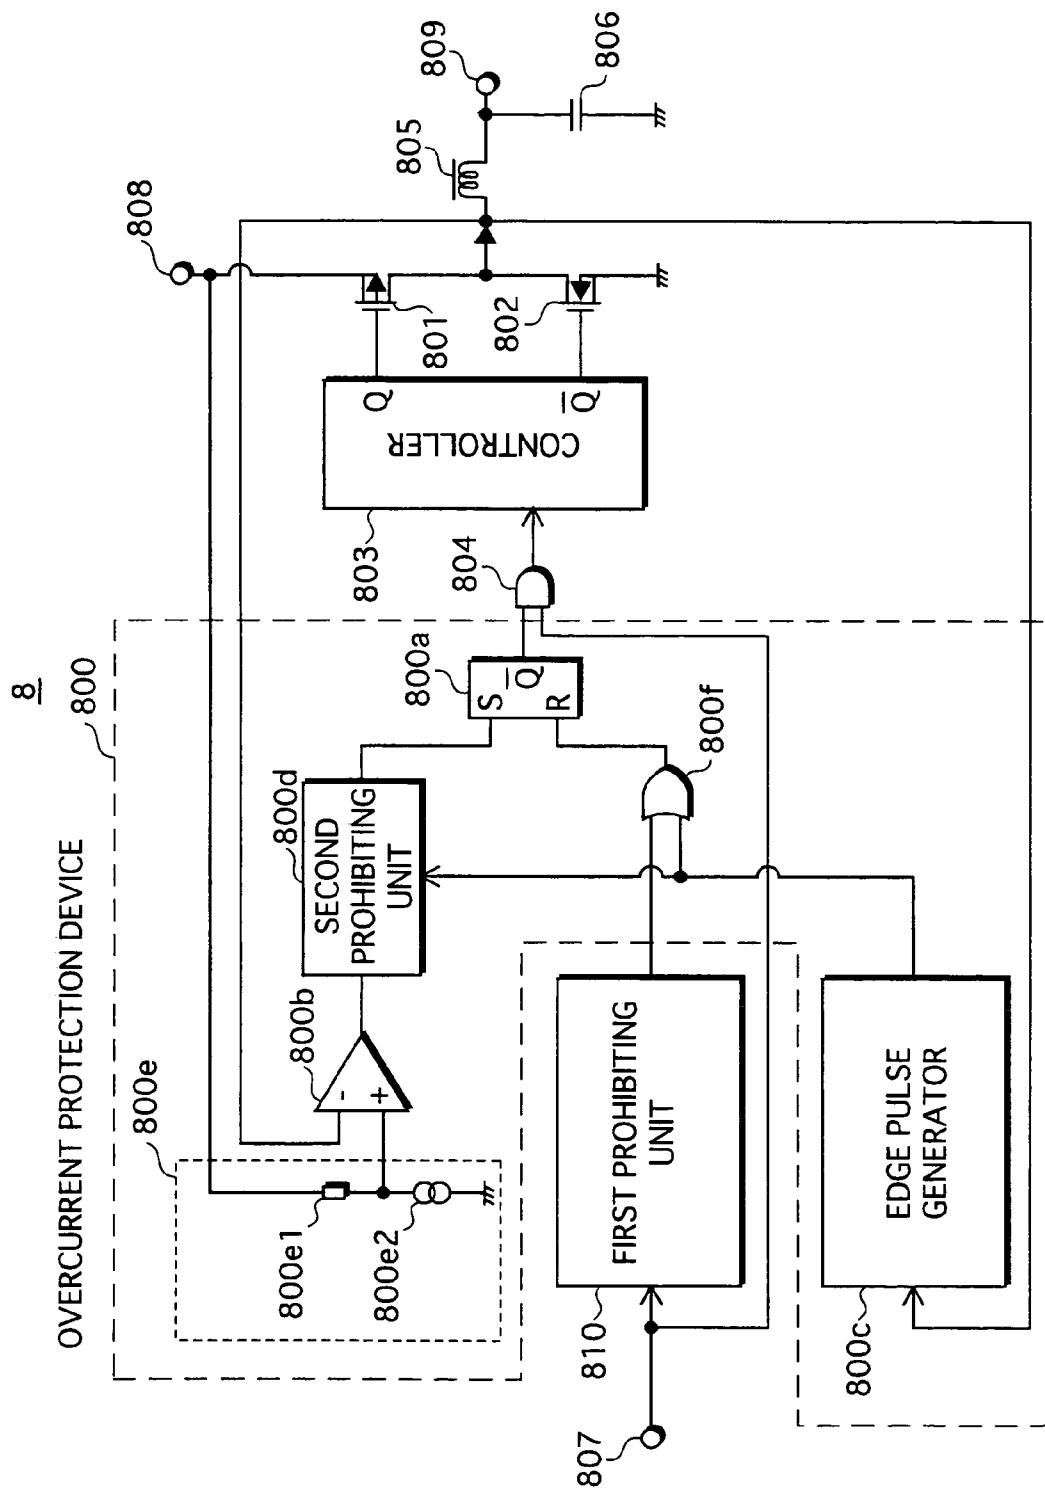 8
OVERCURRENT PROTECTION DEVICE
800
800e
800e1
800e2
800b
-
+
800d
SECOND
PROHIBITING
UNIT
800a
S
Q
R
800f
804
803
CONTROLLER
Q
Q
801
802
808
805
809
806
807
810
FIRST PROHIBITING
UNIT
800c
EDGE PULSE
GENERATOR